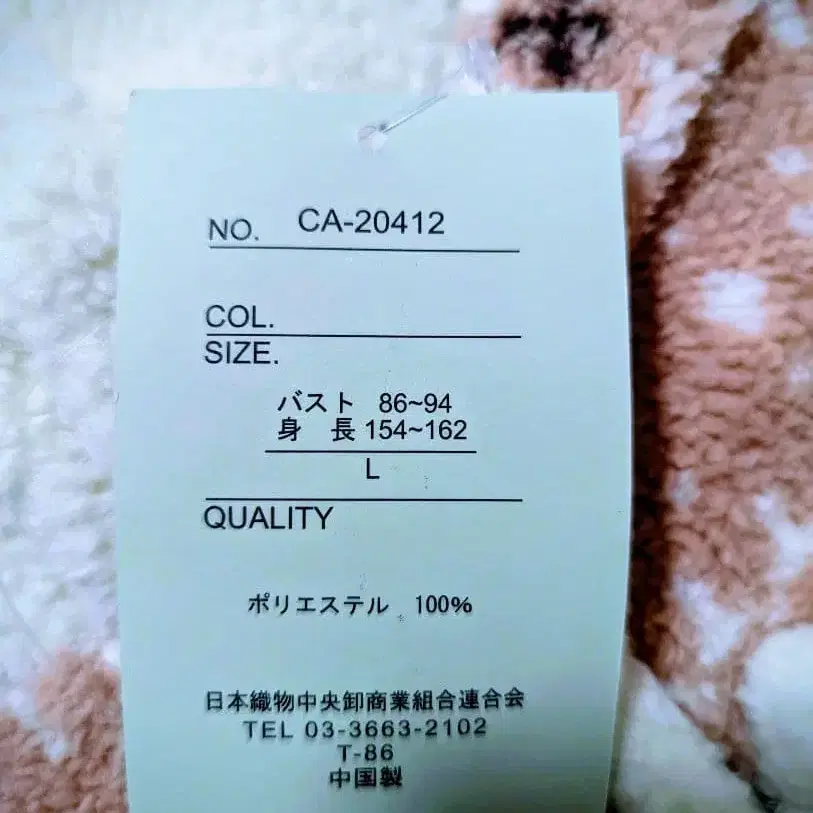 NO. CA-20412
COL.
SIZE.
バスト 86~94
身 長 154~162
L
QUALITY
ポリエステル 100%
日本織物中央卸商業組合連合会
TEL 03-3663-2102
T-86
中国製